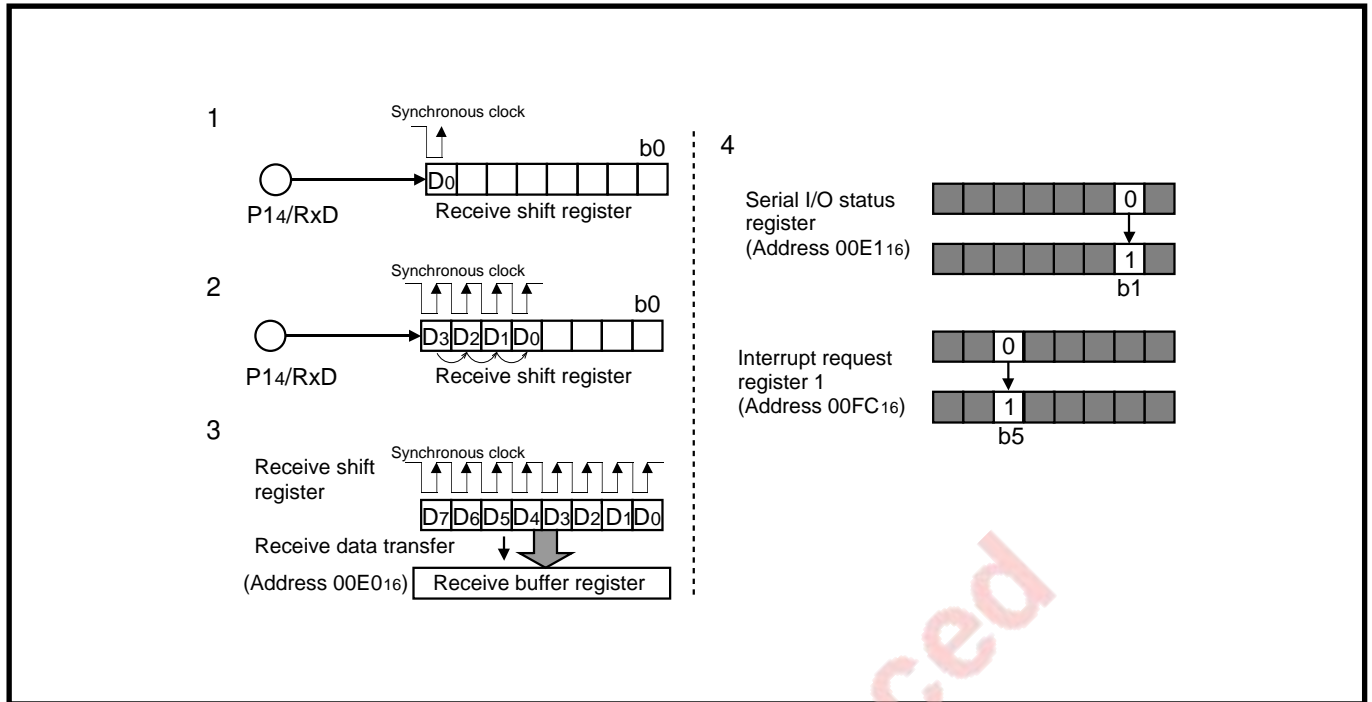 1
Synchronous clock
b0
D0
P14/RxD
Receive shift register
2
Synchronous clock
b0
D3 D2 D1 D0
P14/RxD
Receive shift register
3
Synchronous clock
Receive shift
register
D7 D6 D5 D4 D3 D2 D1 D0
Receive data transfer
(Address 00E016)
Receive buffer register
4
Serial I/O status
register
(Address 00E116)
0
1
b1
Interrupt request
register 1
(Address 00FC16)
0
1
b5
ced